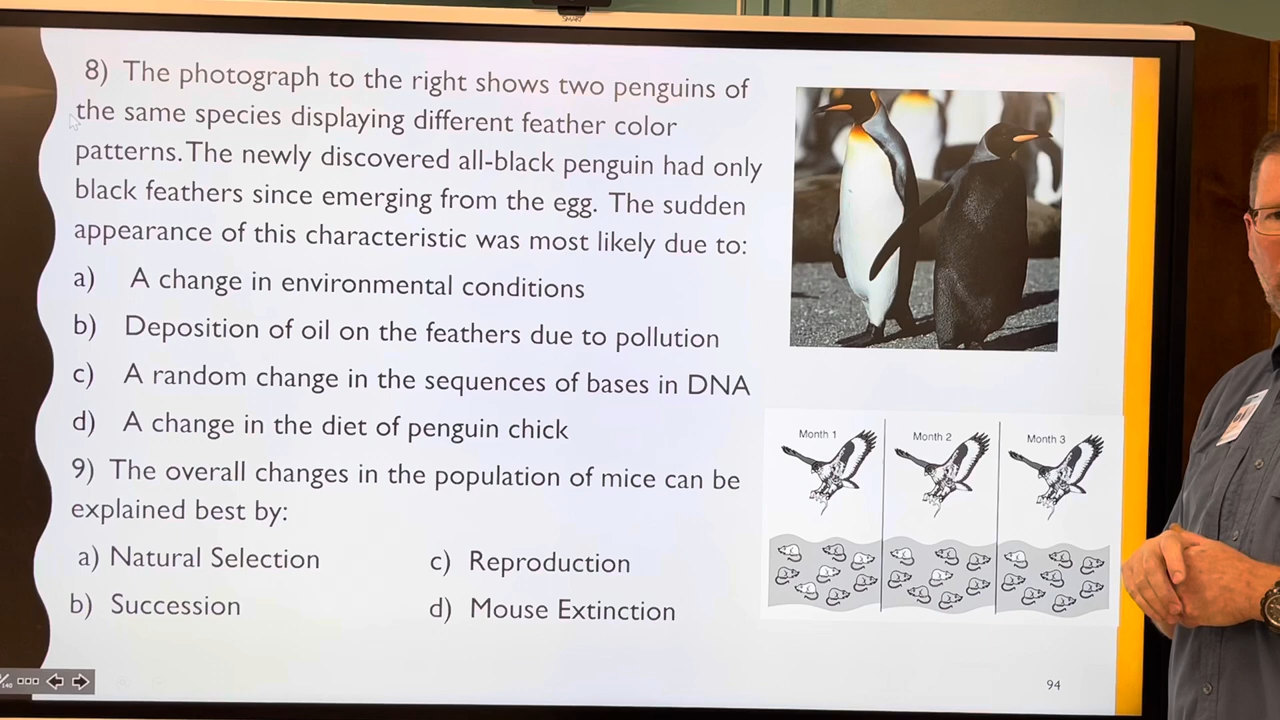 SMART
8) The photograph to the right shows two penguins of
the same species displaying different feather color
patterns. The newly discovered all-black penguin had only
black feathers since emerging from the egg. The sudden
appearance of this characteristic was most likely due to:
a) A change in environmental conditions
b) Deposition of oil on the feathers due to pollution
c) A random change in the sequences of bases in DNA
d) A change in the diet of penguin chick
9) The overall changes in the population of mice can be
explained best by:
a) Natural Selection
c) Reproduction
b) Succession
d) Mouse Extinction
Month 1
Month 2
Month 3
94